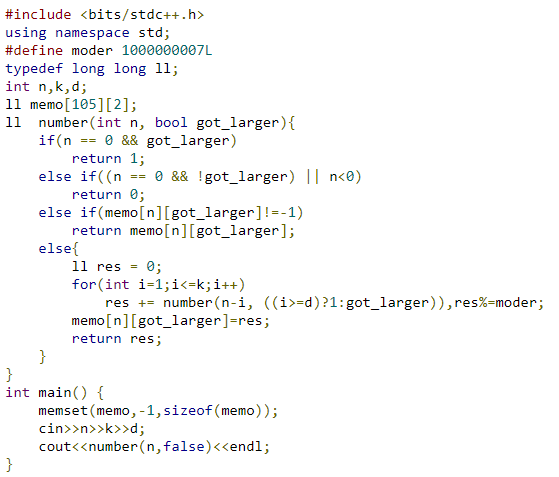 #include <bits/stdc++.h>
using namespace std;
#define moder 1000000007L
typedef long long ll;
int n,k,d;
ll memo[105][2];
ll  number(int n, bool got_larger){
    if(n == 0 && got_larger)
        return 1;
    else if((n == 0 && !got_larger) || n<0)
        return 0;
    else if(memo[n][got_larger]!=-1)
        return memo[n][got_larger];
    else{
        ll res = 0;
        for(int i=1;i<=k;i++)
            res += number(n-i, ((i>=d)?1:got_larger)),res%=moder;
        memo[n][got_larger]=res;
        return res;
    }
}
int main() {
    memset(memo,-1,sizeof(memo));
    cin>>n>>k>>d;
    cout<<number(n,false)<<endl;
}